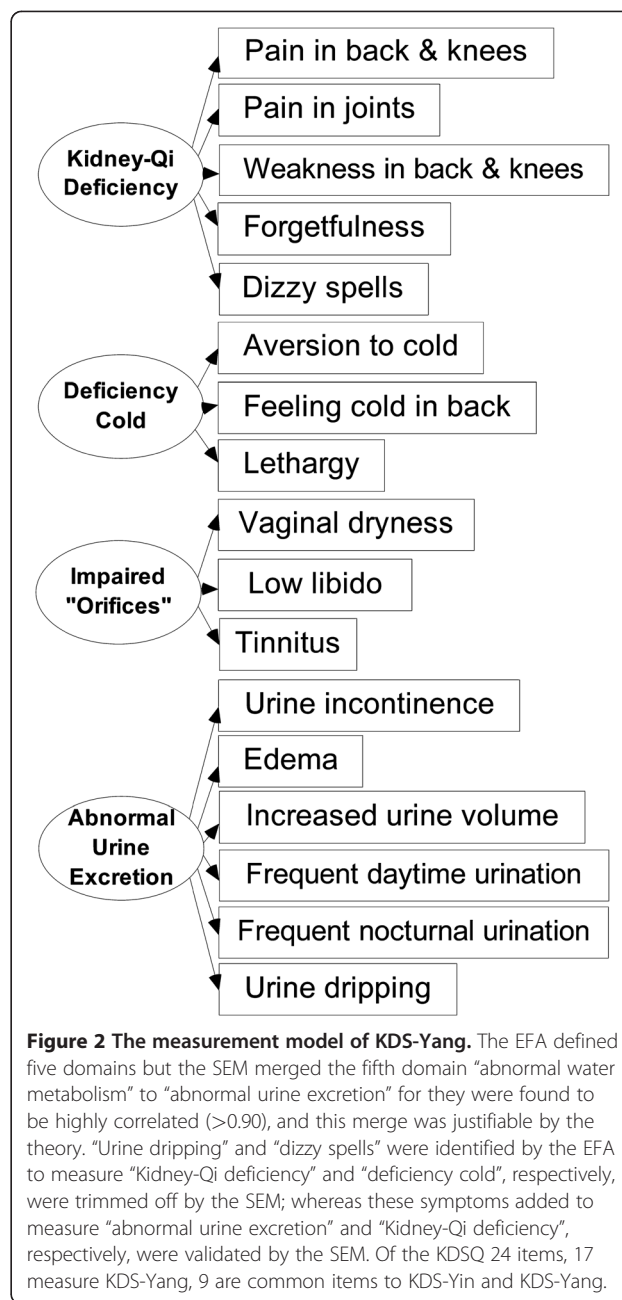 Pain in back & knees
Pain in joints
Kidney-Qi
Deficiency
Weakness in back & knees
Forgetfulness
Dizzy spells
Aversion to cold
Deficiency
Cold
Feeling cold in back
Lethargy
Vaginal dryness
Impaired
"Orifices"
Low libido
Tinnitus
Urine incontinence
Edema
Abnormal
Urine
Excretion
Increased urine volume
Frequent daytime urination
Frequent nocturnal urination
Urine dripping
Figure 2 The measurement model of KDS-Yang. The EFA defined
five domains but the SEM merged the fifth domain “abnormal water
metabolism” to “abnormal urine excretion” for they were found to
be highly correlated (>0.90), and this merge was justifiable by the
theory. “Urine dripping” and “dizzy spells” were identified by the EFA
to measure “Kidney-Qi deficiency” and “deficiency cold”, respectively,
were trimmed off by the SEM; whereas these symptoms added to
measure “abnormal urine excretion” and “Kidney-Qi deficiency”,
respectively, were validated by the SEM. Of the KDSQ 24 items, 17
measure KDS-Yang, 9 are common items to KDS-Yin and KDS-Yang.